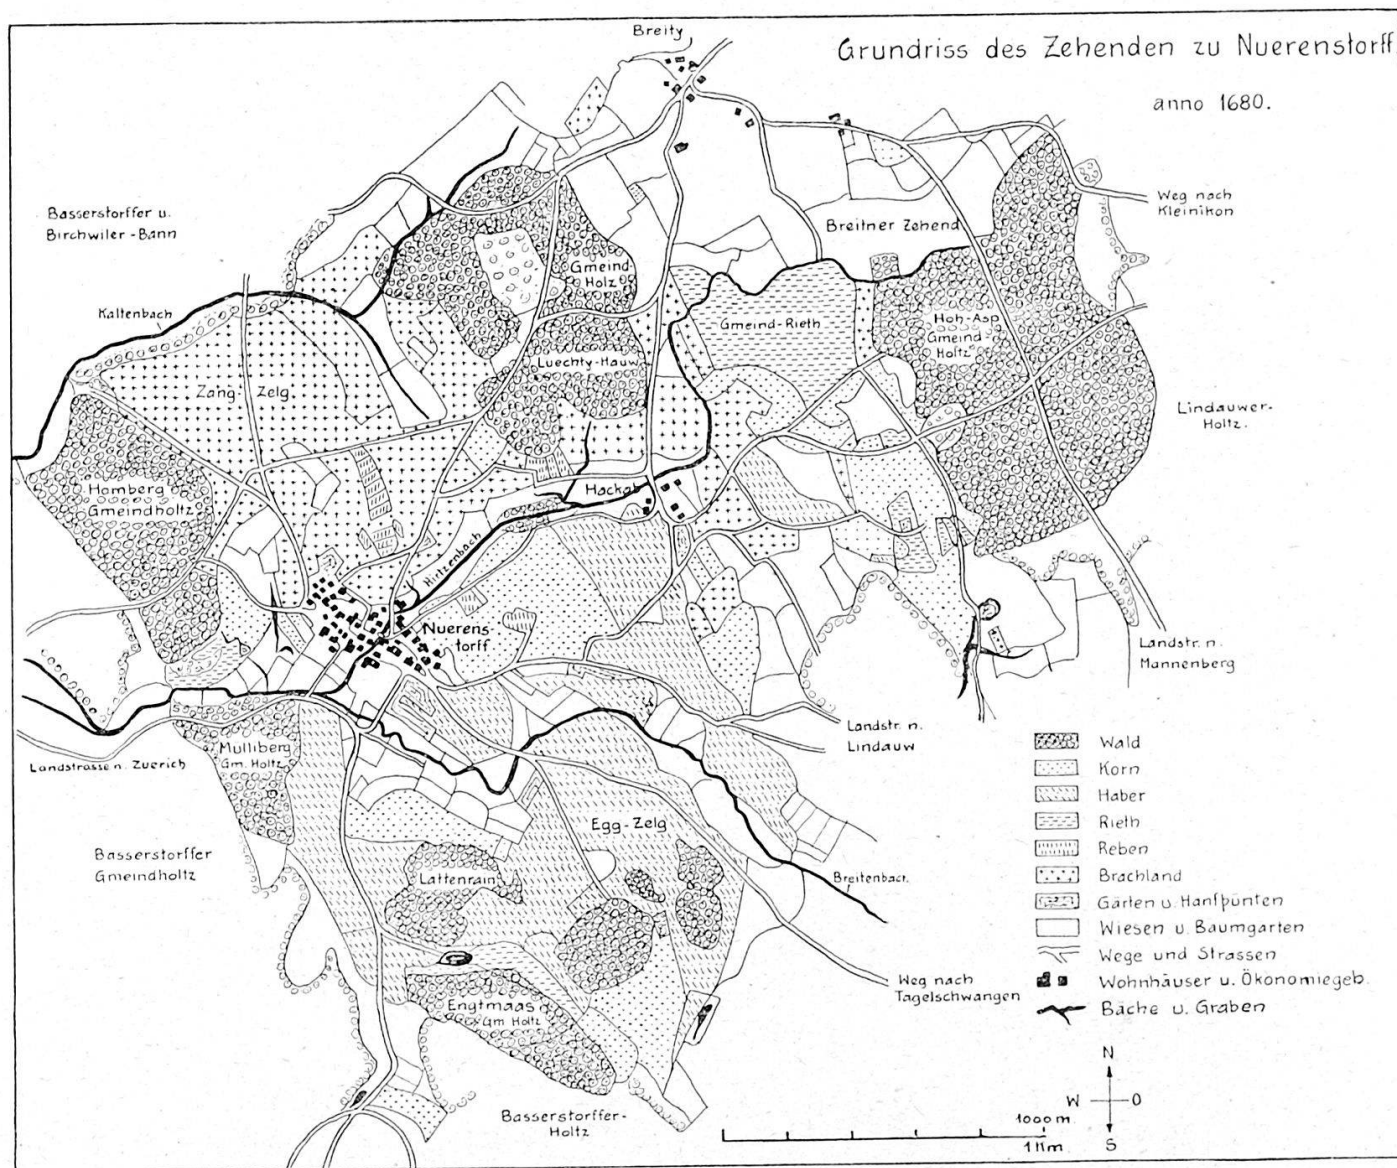 Breity
Grundriss des Zehenden zu Nuerenstorff
anno 1680.
Basserstorffer u.
Birchwiler-Bann
Weg nach
Kleinikon
Breitner Zehend
Gmeind
Holz
Kaltenbach
Gmeind-Rieth
Hoh-Asp
Gmeind-
Holtz
Luechty-Hau
Zang-Zelg
Lindauwer-
Holtz.
Homberg
Gmeindholtz
Hackab
Hirtzenbach
Nuerens-
torff
Landstr. n.
Mannenberg
Landstr. n.
Lindauw
Mulliberg
Gm. Holtz
Landstrasse n. Zuerich
Egg-Zelg
Basserstorffer
Gmeindholtz
Lattenrain
Breitenbach
Weg nach
Tagelschwangen
Engtmaas
Gm Holtz
Basserstorffer-
Holtz
Wald
Korn
Haber
Rieth
Reben
Brachland
Gärten u. Hanfpünten
Wiesen u. Baumgarten
Wege und Strassen
Wohnhäuser u. Ökonomiegeb.
Bäche u. Graben
N
W O
S
1000 m.
1 Km.